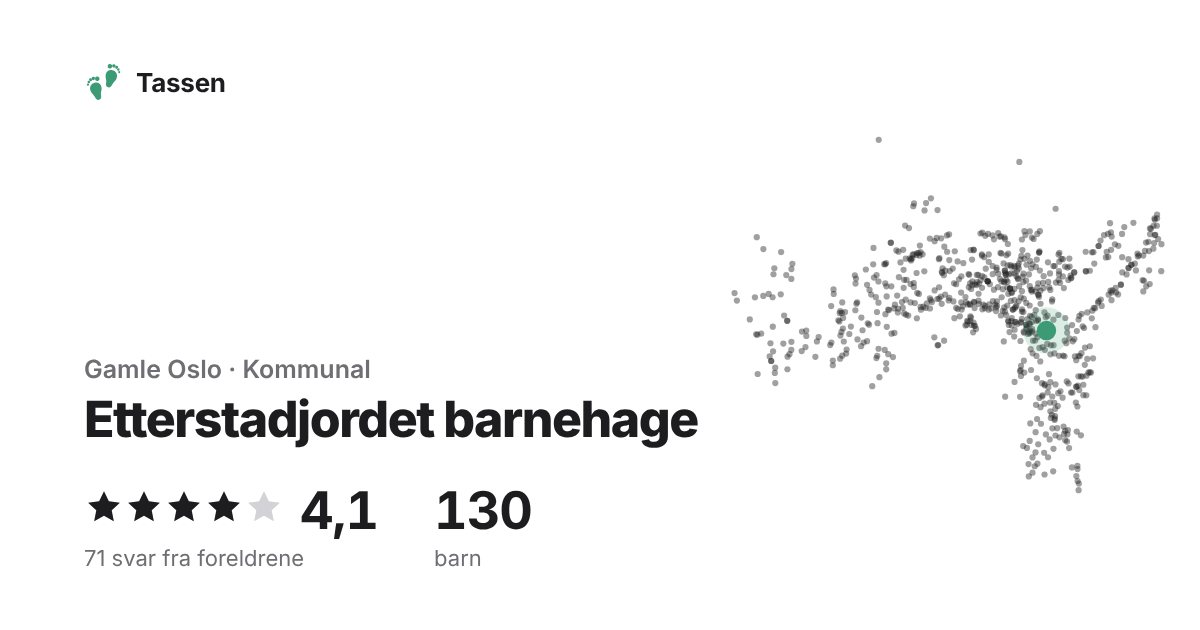 Tassen
Gamle Oslo · Kommunal
Etterstadjordet barnehage
4,1
130
71 svar fra foreldrene
barn